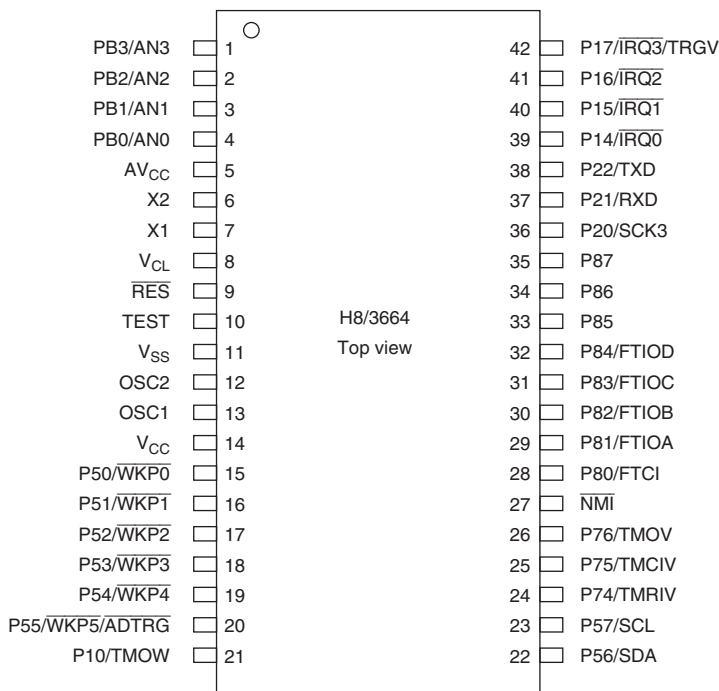 PB3/AN3 1 42 P17/IRQ3/TRGV
PB2/AN2 2 41 P16/IRQ2
PB1/AN1 3 40 P15/IRQ1
PB0/AN0 4 39 P14/IRQ0
AVCC 5 38 P22/TXD
X2 6 37 P21/RXD
X1 7 36 P20/SCK3
VCL 8 35 P87
RES 9 34 P86
TEST 10 H8/3664 33 P85
VSS 11 Top view 32 P84/FTIOD
OSC2 12 31 P83/FTIOC
OSC1 13 30 P82/FTIOB
VCC 14 29 P81/FTIOA
P50/WKP0 15 28 P80/FTCI
P51/WKP1 16 27 NMI
P52/WKP2 17 26 P76/TMOV
P53/WKP3 18 25 P75/TMCIV
P54/WKP4 19 24 P74/TMRIV
P55/WKP5/ADTRG 20 23 P57/SCL
P10/TMOW 21 22 P56/SDA